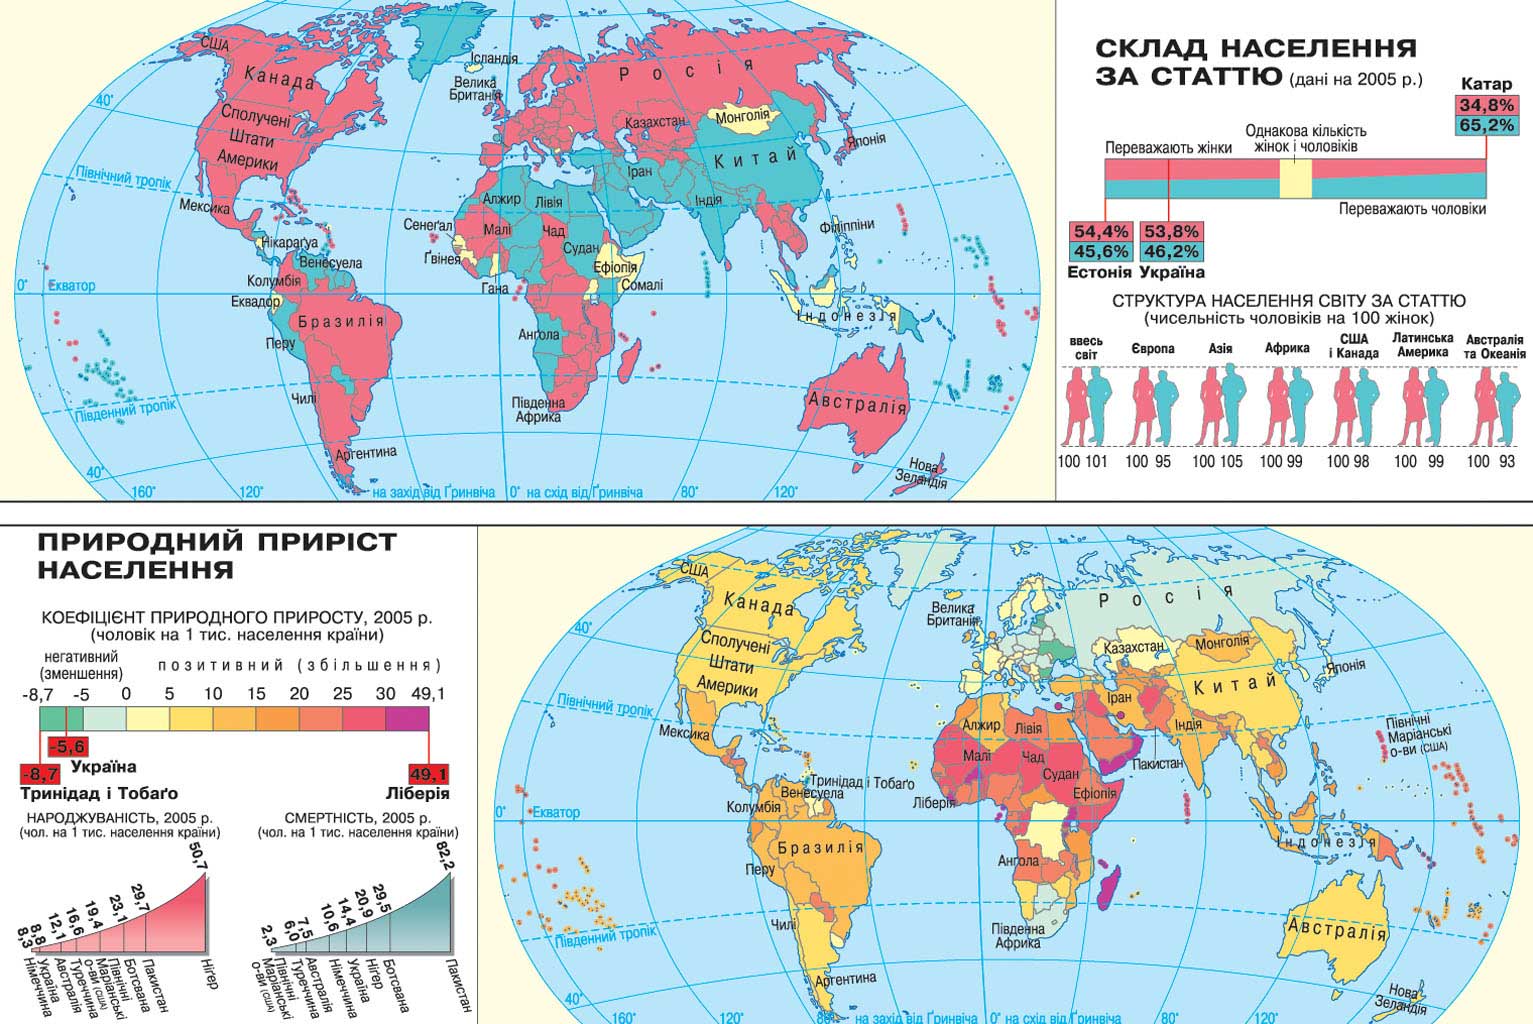 США
Канада
Сполучені
Штати
Америки
Мексика
Нікараґуа
Венесуела
Колумбія
Еквадор
Бразилія
Перу
Чилі
Аргентина
Ісландія
Велика
Британія
Росія
Казахстан
Монголія
Китай
Японія
Іран
Індія
Філіппіни
Індонезія
Алжир
Лівія
Малі
Чад
Судан
Сенеґал
Ґвінея
Гана
Ефіопія
Сомалі
Ангола
Південна
Африка
Австралія
Нова
Зеландія
40°
Північний тропік
0°
Екватор
Південний тропік
40°
160°
120°
на захід від Ґринвіча
0°
на схід від Ґринвіча
80°
120°
СКЛАД НАСЕЛЕННЯ
ЗА СТАТТЮ (дані на 2005 р.)
Катар
34,8%
65,2%
Однакова кількість
жінок і чоловіків
Переважають жінки
Переважають чоловіки
54,4% 53,8%
45,6% 46,2%
Естонія Україна
СТРУКТУРА НАСЕЛЕННЯ СВІТУ ЗА СТАТТЮ
(чисельність чоловіків на 100 жінок)
ввесь
світ
Європа
Азія
Африка
США
і Канада
Латинська
Америка
Австралія
та Океанія
100 101 100 95 100 105 100 99 100 98 100 99 100 93
ПРИРОДНИЙ ПРИРІСТ
НАСЕЛЕННЯ
КОЕФІЦІЄНТ ПРИРОДНОГО ПРИРОСТУ, 2005 р.
(чоловік на 1 тис. населення країни)
негативний
(зменшення)
позитивний (збільшення)
-8,7 -5 0 5 10 15 20 25 30 49,1
-5,6
Україна
-8,7
Тринідад і Тобаґо
49,1
Ліберія
НАРОДЖУВАНІСТЬ, 2005 р.
(чол. на 1 тис. населення країни)
8,3 8,8 12,1 16,6 19,4 23,1 29,7 50,7
Німеччина
Україна
Австралія
Туреччина
Північні
Маріанські
о-ви (США)
Ботсвана
Пакистан
Нігер
СМЕРТНІСТЬ, 2005 р.
(чол. на 1 тис. населення країни)
2,3 6,0 7,5 10,6 14,4 20,9 29,5 82,2
Північні
Маріанські
о-ви (США)
Туреччина
Австралія
Німеччина
Україна
Нігер
Ботсвана
Пакистан
США
Канада
Сполучені
Штати
Америки
Мексика
Тринідад і Тобаґо
Венесуела
Колумбія
Бразилія
Перу
Чилі
Аргентина
Велика
Британія
Росія
Казахстан
Монголія
Китай
Японія
Іран
Індія
Пакистан
Північні
Маріанські
о-ви (США)
Індонезія
Алжир
Лівія
Малі
Чад
Судан
Ефіопія
Ліберія
Ангола
Південна
Африка
Австралія
Нова
Зеландія
40°
Північний тропік
0°
Екватор
Південний тропік
40°
160°
120°
80°
на захід від Ґринвіча
0°
на схід від Ґринвіча
80°
120°